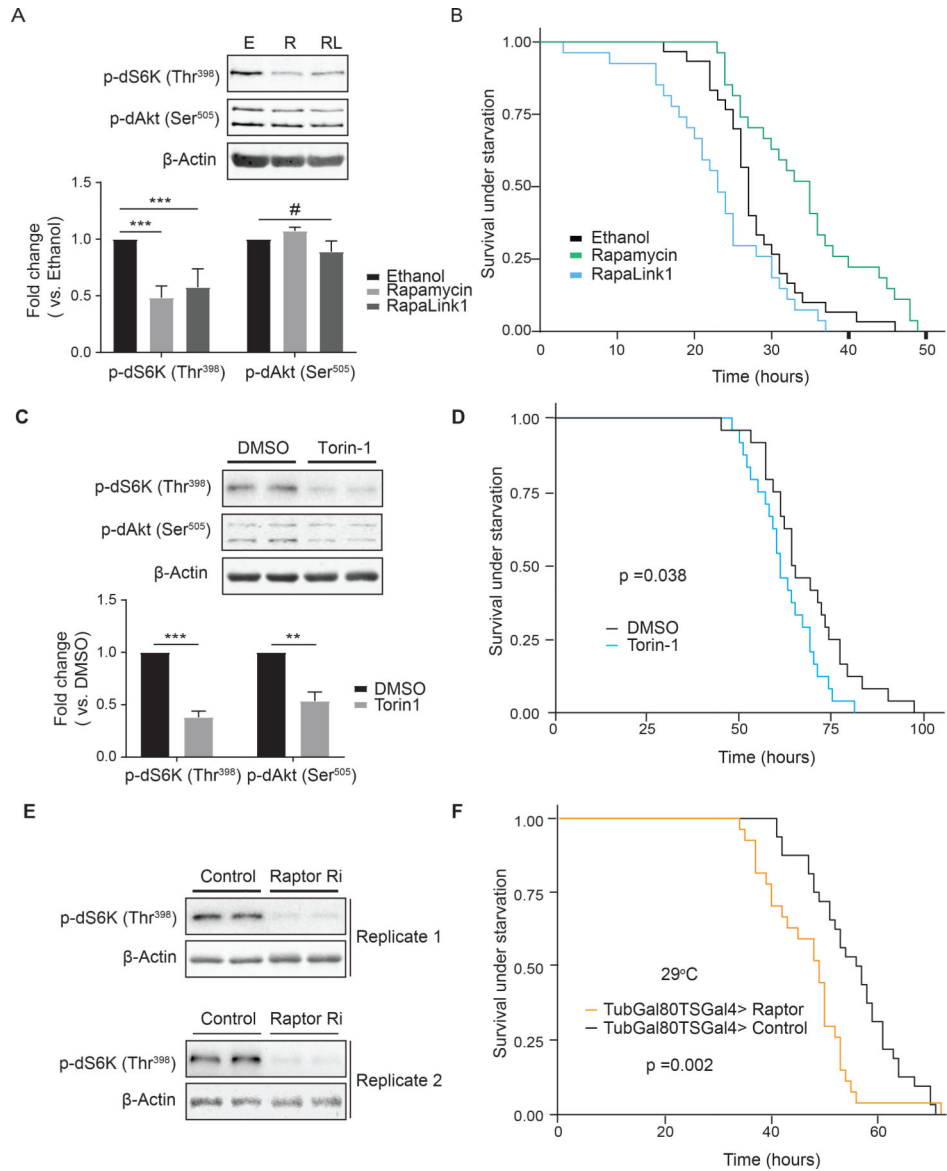 A
E R RL
p-dS6K (Thr³⁹⁸)
p-dAkt (Ser⁵⁰⁵)
β-Actin
Fold change
( vs. Ethanol)
1.5
1.0
0.5
0.0
***
***
#
Ethanol
Rapamycin
RapaLink1
p-dS6K (Thr³⁹⁸)
p-dAkt (Ser⁵⁰⁵)
B
Survival under starvation
1.00
0.75
0.50
0.25
0.00
Ethanol
Rapamycin
RapaLink1
0 10 20 30 40 50
Time (hours)
C
DMSO Torin-1
p-dS6K (Thr³⁹⁸)
p-dAkt (Ser⁵⁰⁵)
β-Actin
Fold change
( vs. DMSO)
1.0
0.5
0.0
***
**
DMSO
Torin1
p-dS6K (Thr³⁹⁸)
p-dAkt (Ser⁵⁰⁵)
D
Survival under starvation
1.00
0.75
0.50
0.25
0.00
p =0.038
DMSO
Torin-1
0 25 50 75 100
Time (hours)
E
Control Raptor Ri
p-dS6K (Thr³⁹⁸)
β-Actin
Replicate 1
Control Raptor Ri
p-dS6K (Thr³⁹⁸)
β-Actin
Replicate 2
F
Survival under starvation
1.00
0.75
0.50
0.25
0.00
29°C
TubGal80TSGal4> Raptor
TubGal80TSGal4> Control
p =0.002
0 20 40 60
Time (hours)